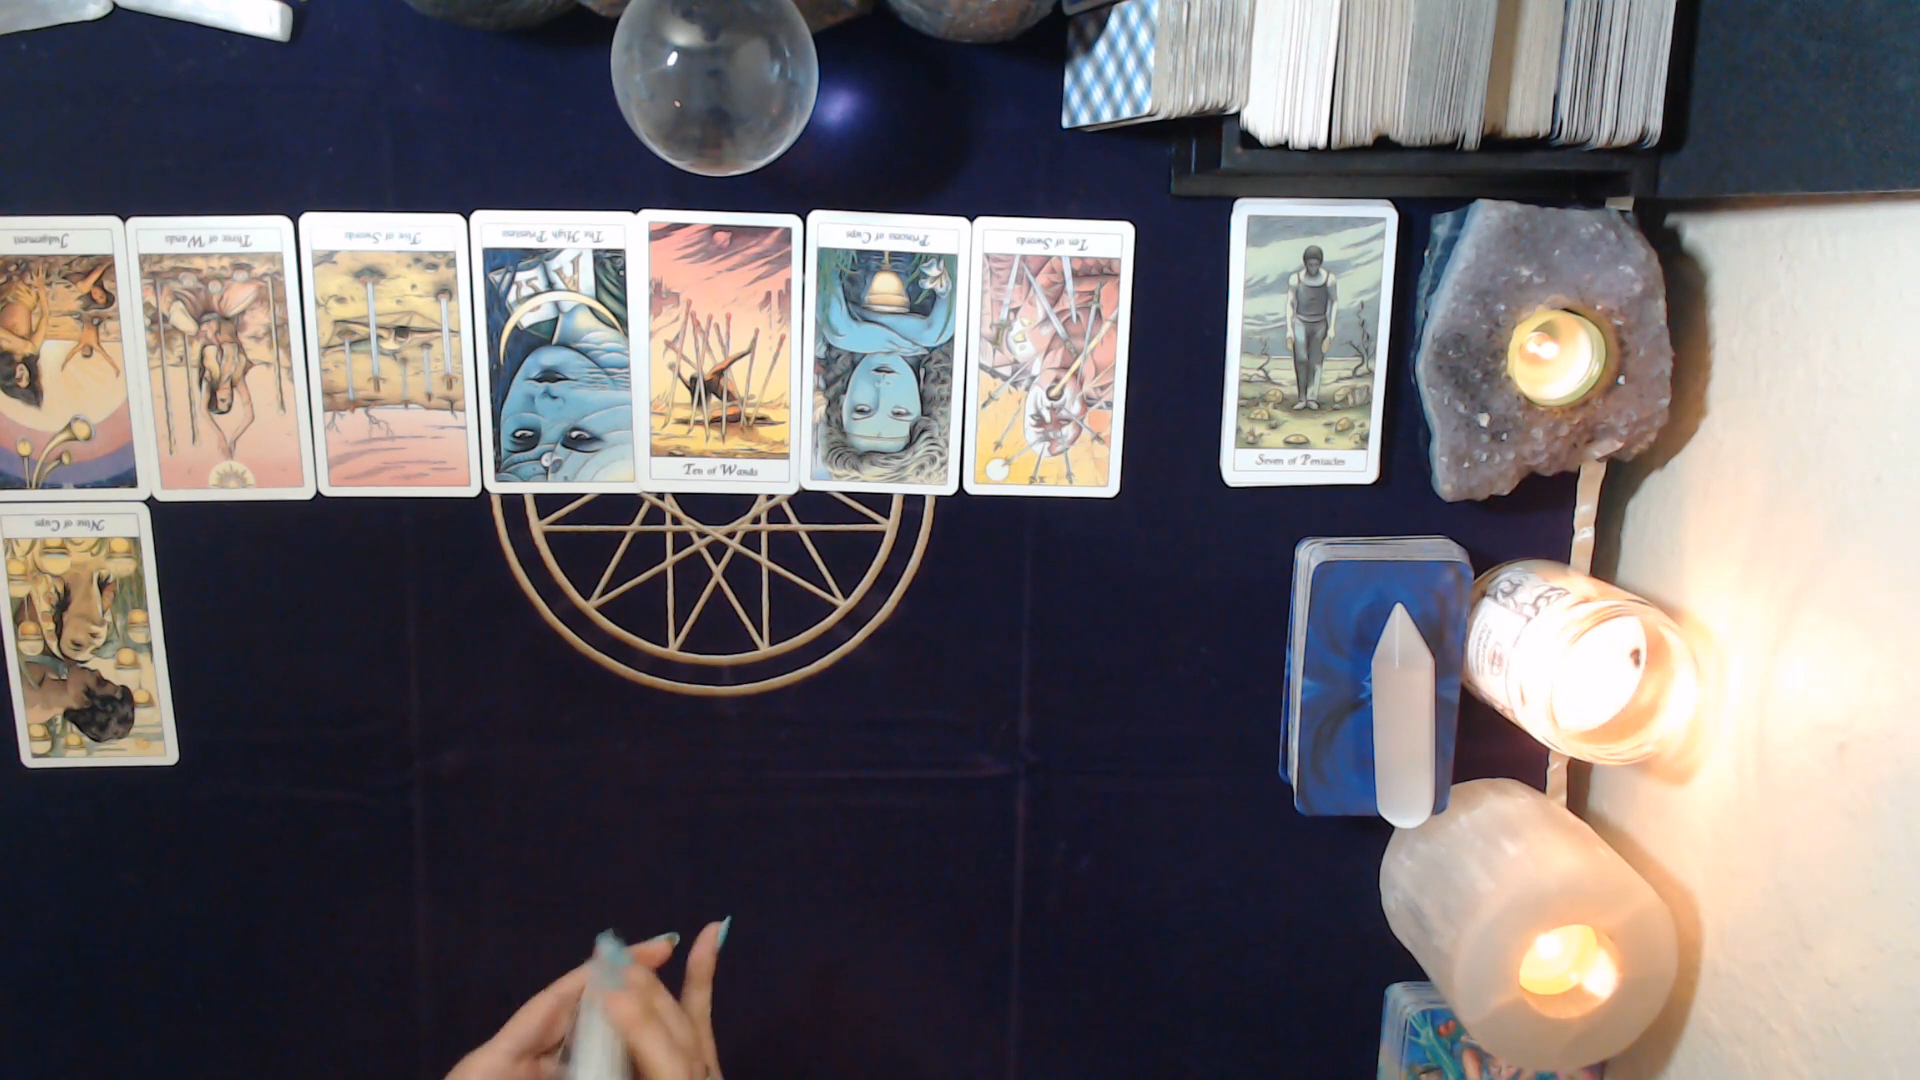 Judgement
Three of Wands
Five of Swords
The High Priestess
Ten of Wands
Princess of Cups
Ten of Swords
Seven of Pentacles
Nine of Cups